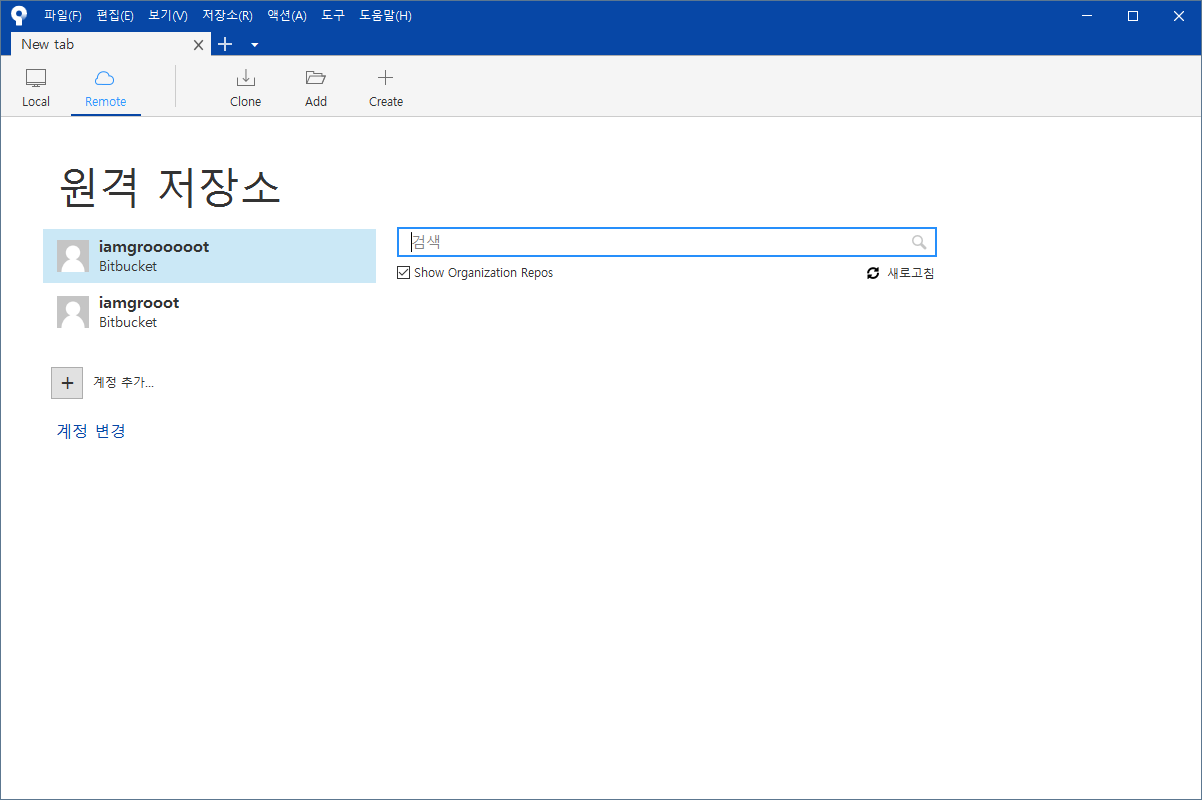 파일(F) 편집(E) 보기(V) 저장소(R) 액션(A) 도구 도움말(H)
New tab
Local Remote Clone Add Create
원격 저장소
iamgroooooot
Bitbucket
iamgrooot
Bitbucket
계정 추가...
계정 변경
검색
Show Organization Repos 새로고침